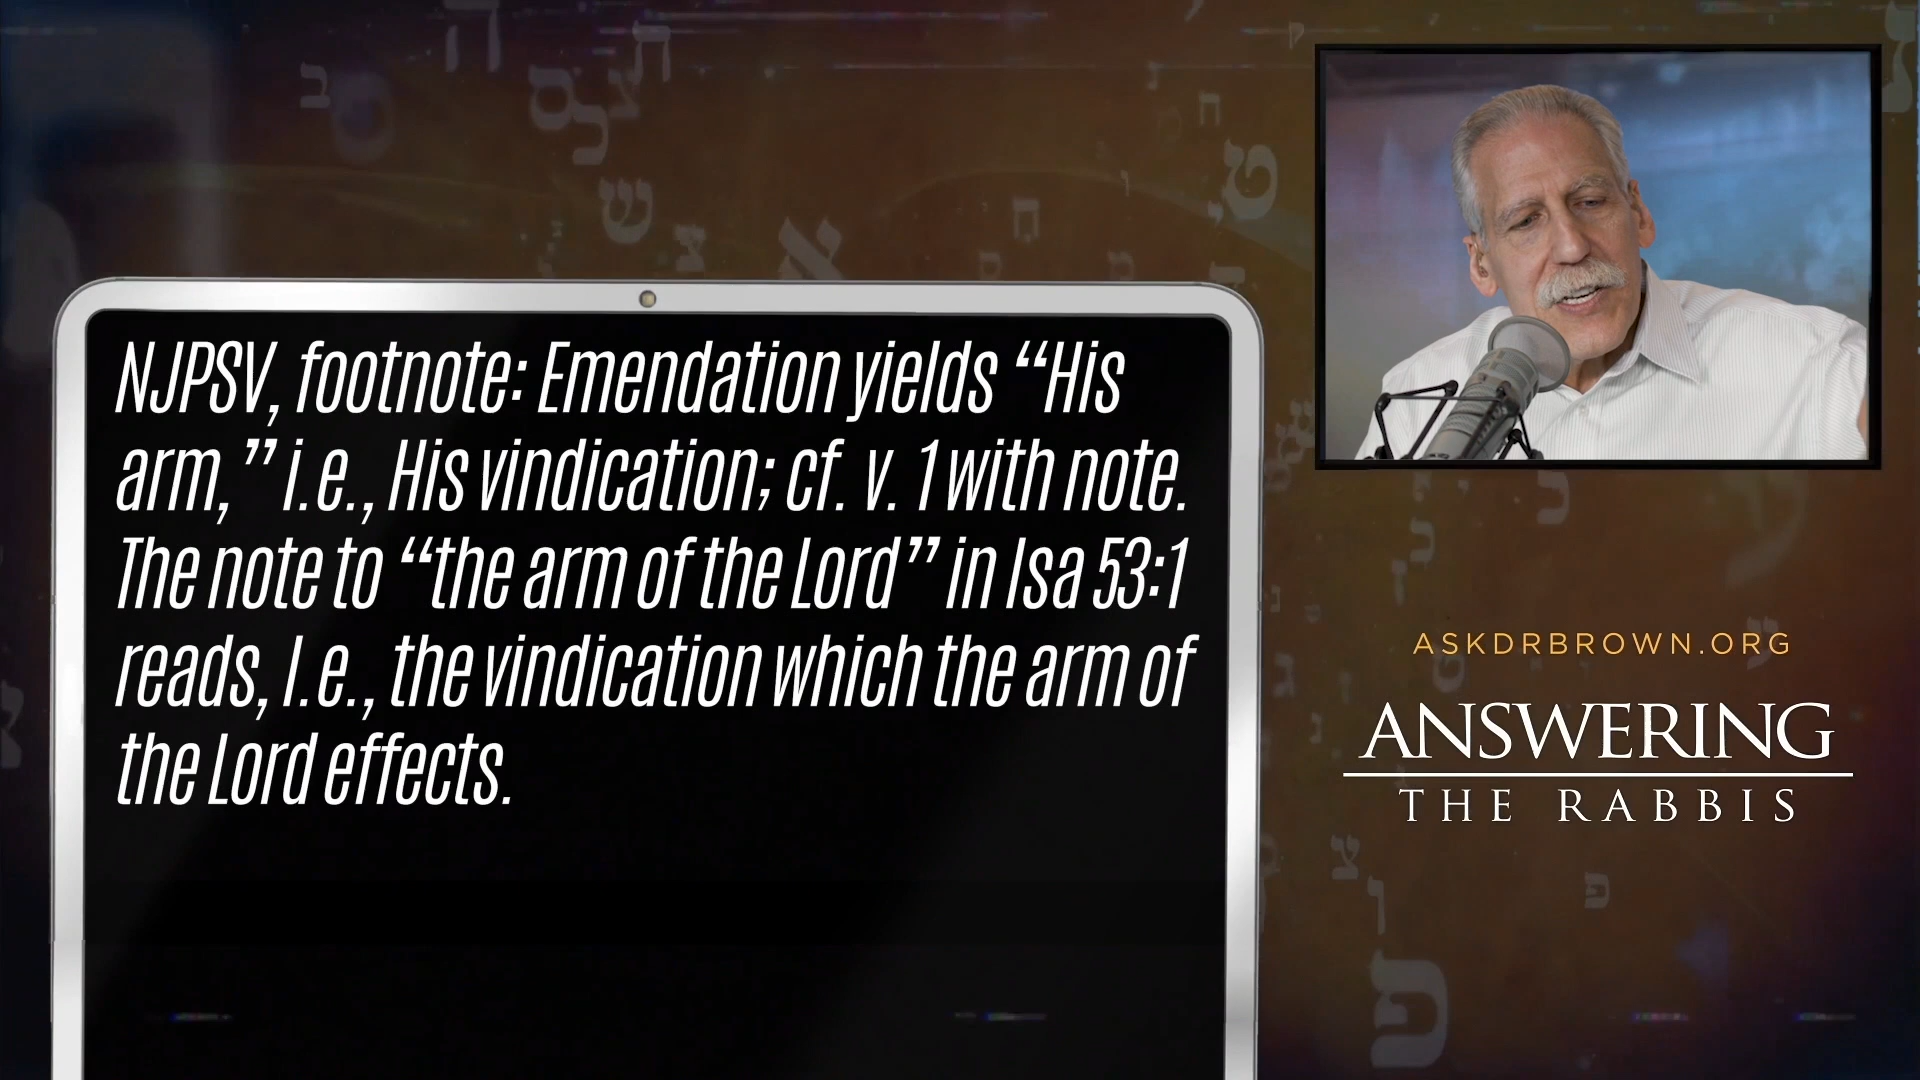 NJPSV, footnote: Emendation yields “His
arm,” i.e., His vindication; cf. v. 1 with note.
The note to “the arm of the Lord” in Isa 53:1
reads, I.e., the vindication which the arm of
the Lord effects.
ASKDRBROWN.ORG
ANSWERING
THE RABBIS